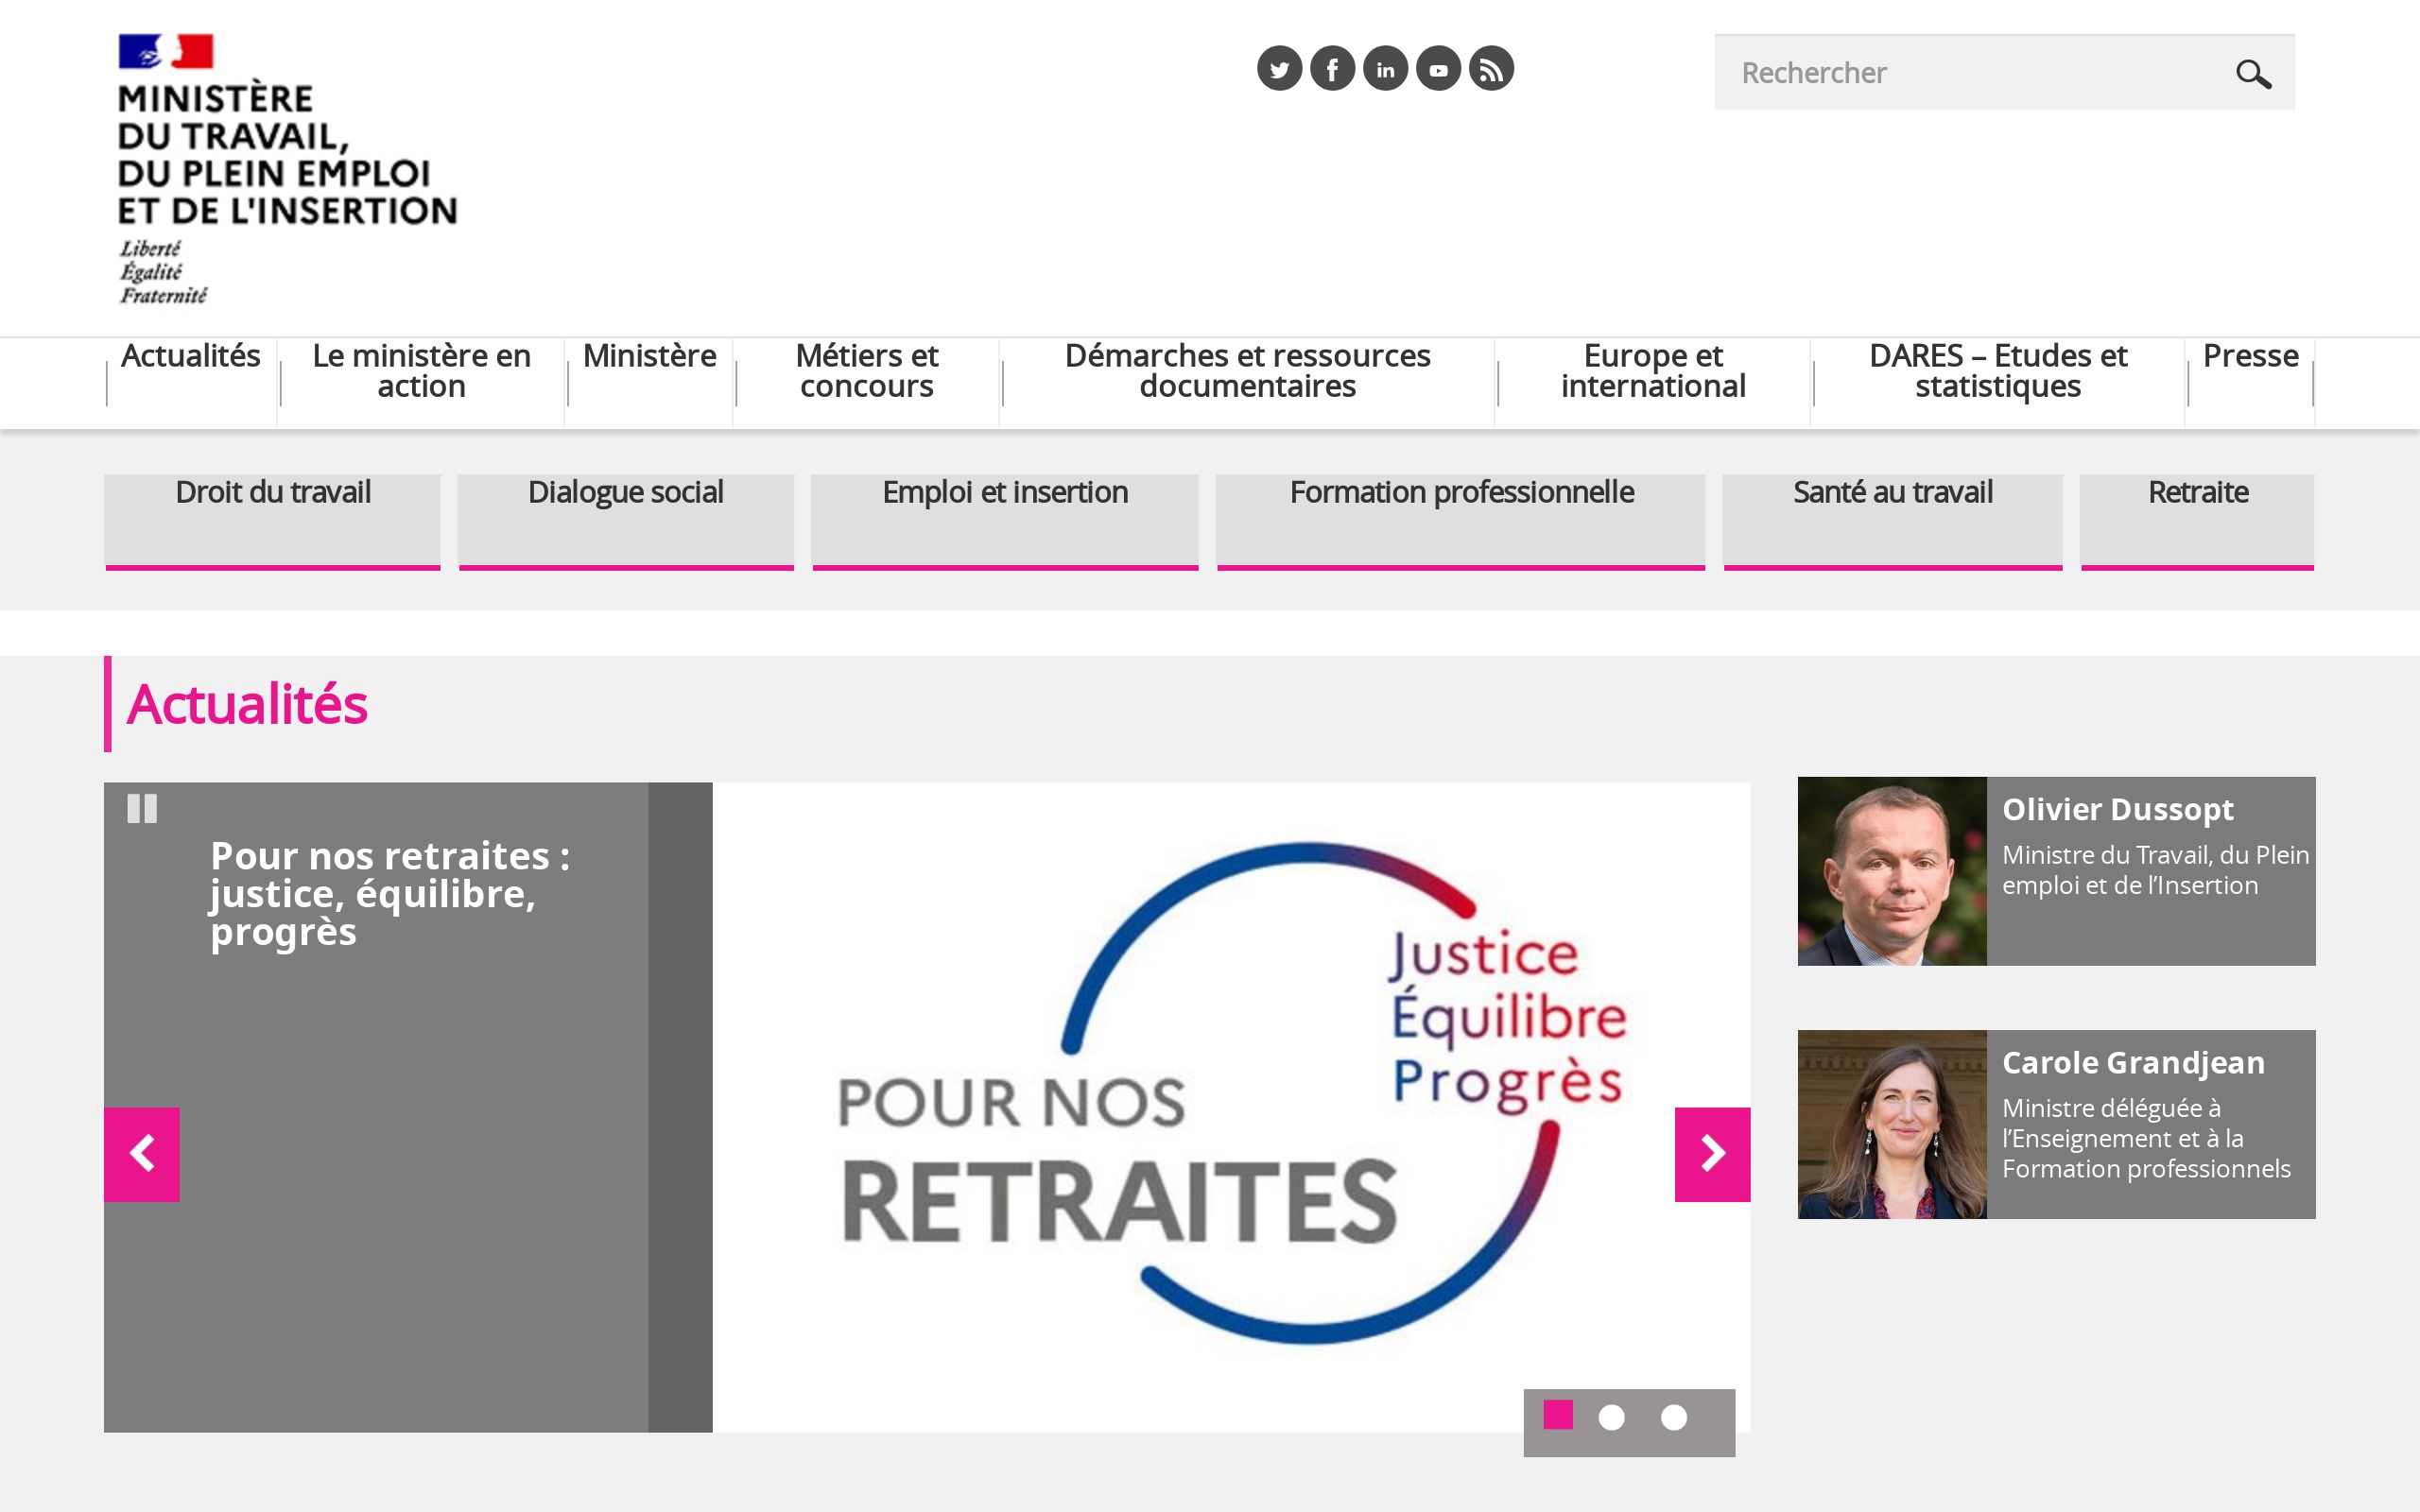 MINISTÈRE
DU TRAVAIL,
DU PLEIN EMPLOI
ET DE L'INSERTION
Liberté
Égalité
Fraternité
Rechercher
Actualités
Le ministère en
action
Ministère
Métiers et
concours
Démarches et ressources
documentaires
Europe et
international
DARES – Etudes et
statistiques
Presse
Droit du travail
Dialogue social
Emploi et insertion
Formation professionnelle
Santé au travail
Retraite
Actualités
Pour nos retraites :
justice, équilibre,
progrès
Justice
Équilibre
Progrès
POUR NOS
RETRAITES
Olivier Dussopt
Ministre du Travail, du Plein
emploi et de l’Insertion
Carole Grandjean
Ministre déléguée à
l’Enseignement et à la
Formation professionnels